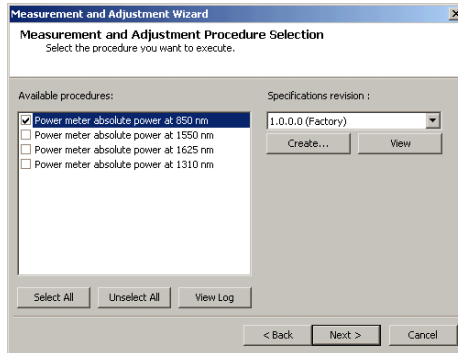 Measurement and Adjustment Wizard
Measurement and Adjustment Procedure Selection
Select the procedure you want to execute.
Available procedures:
Power meter absolute power at 850 nm
Power meter absolute power at 1550 nm
Power meter absolute power at 1625 nm
Power meter absolute power at 1310 nm
Specifications revision :
1.0.0.0 (Factory)
Create... View
Select All Unselect All View Log
< Back Next > Cancel